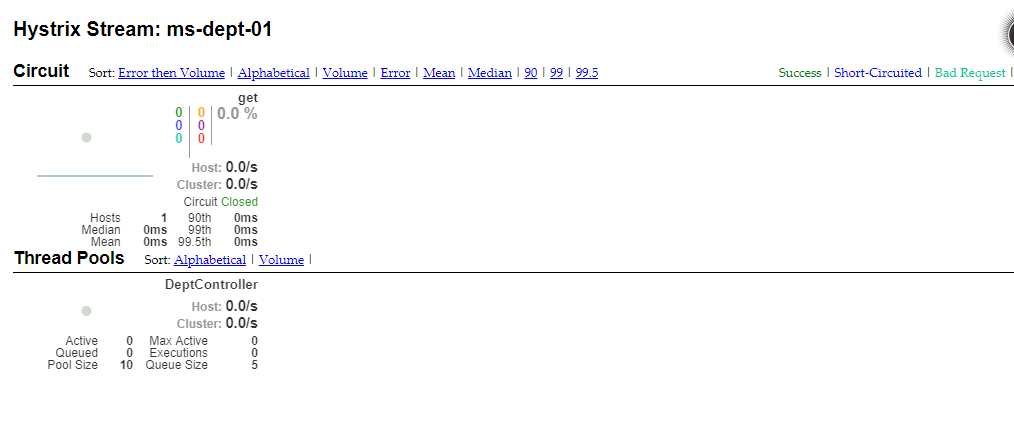 Hystrix Stream: ms-dept-01
Circuit Sort: Error then Volume | Alphabetical | Volume | Error | Mean | Median | 90 | 99 | 99.5 Success | Short-Circuited | Bad Request |
get
0 0 0.0 %
0 0
0 0
Host: 0.0/s
Cluster: 0.0/s
Circuit Closed
Hosts 1 90th 0ms
Median 0ms 99th 0ms
Mean 0ms 99.5th 0ms
Thread Pools Sort: Alphabetical | Volume |
DeptController
Host: 0.0/s
Cluster: 0.0/s
Active 0 Max Active 0
Queued 0 Executions 0
Pool Size 10 Queue Size 5